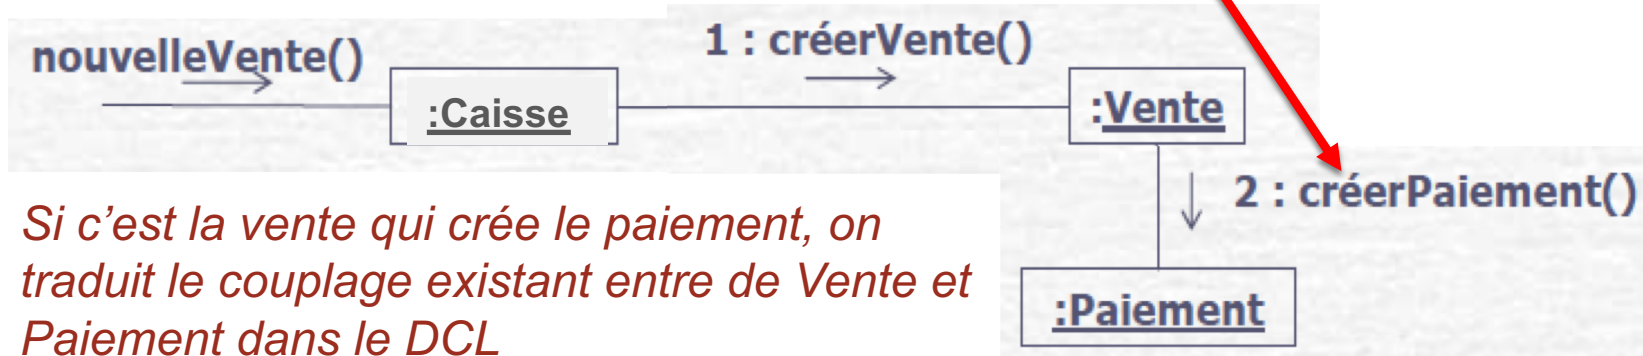 nouvelleVente()
1 : créerVente()
:Caisse
:Vente
2 : créerPaiement()
Si c’est la vente qui crée le paiement, on
traduit le couplage existant entre de Vente et
Paiement dans le DCL
:Paiement